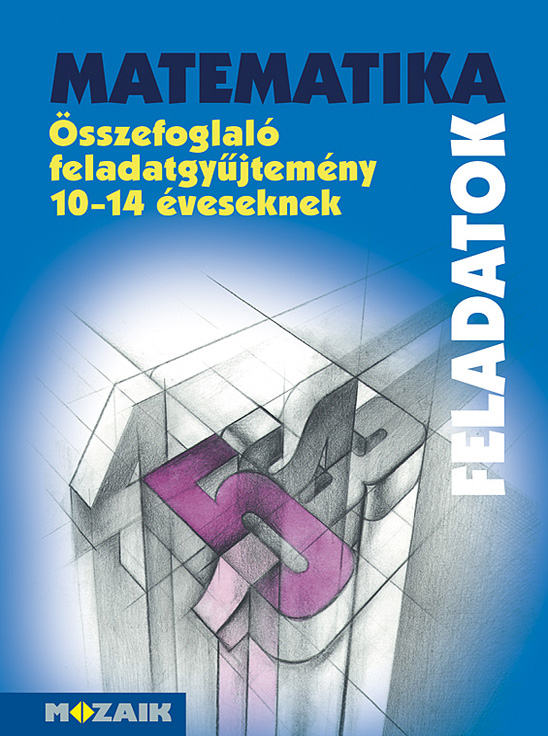 MATEMATIKA
Összefoglaló
feladatgyűjtemény
10–14 éveseknek
FELADATOK
MOZAIK